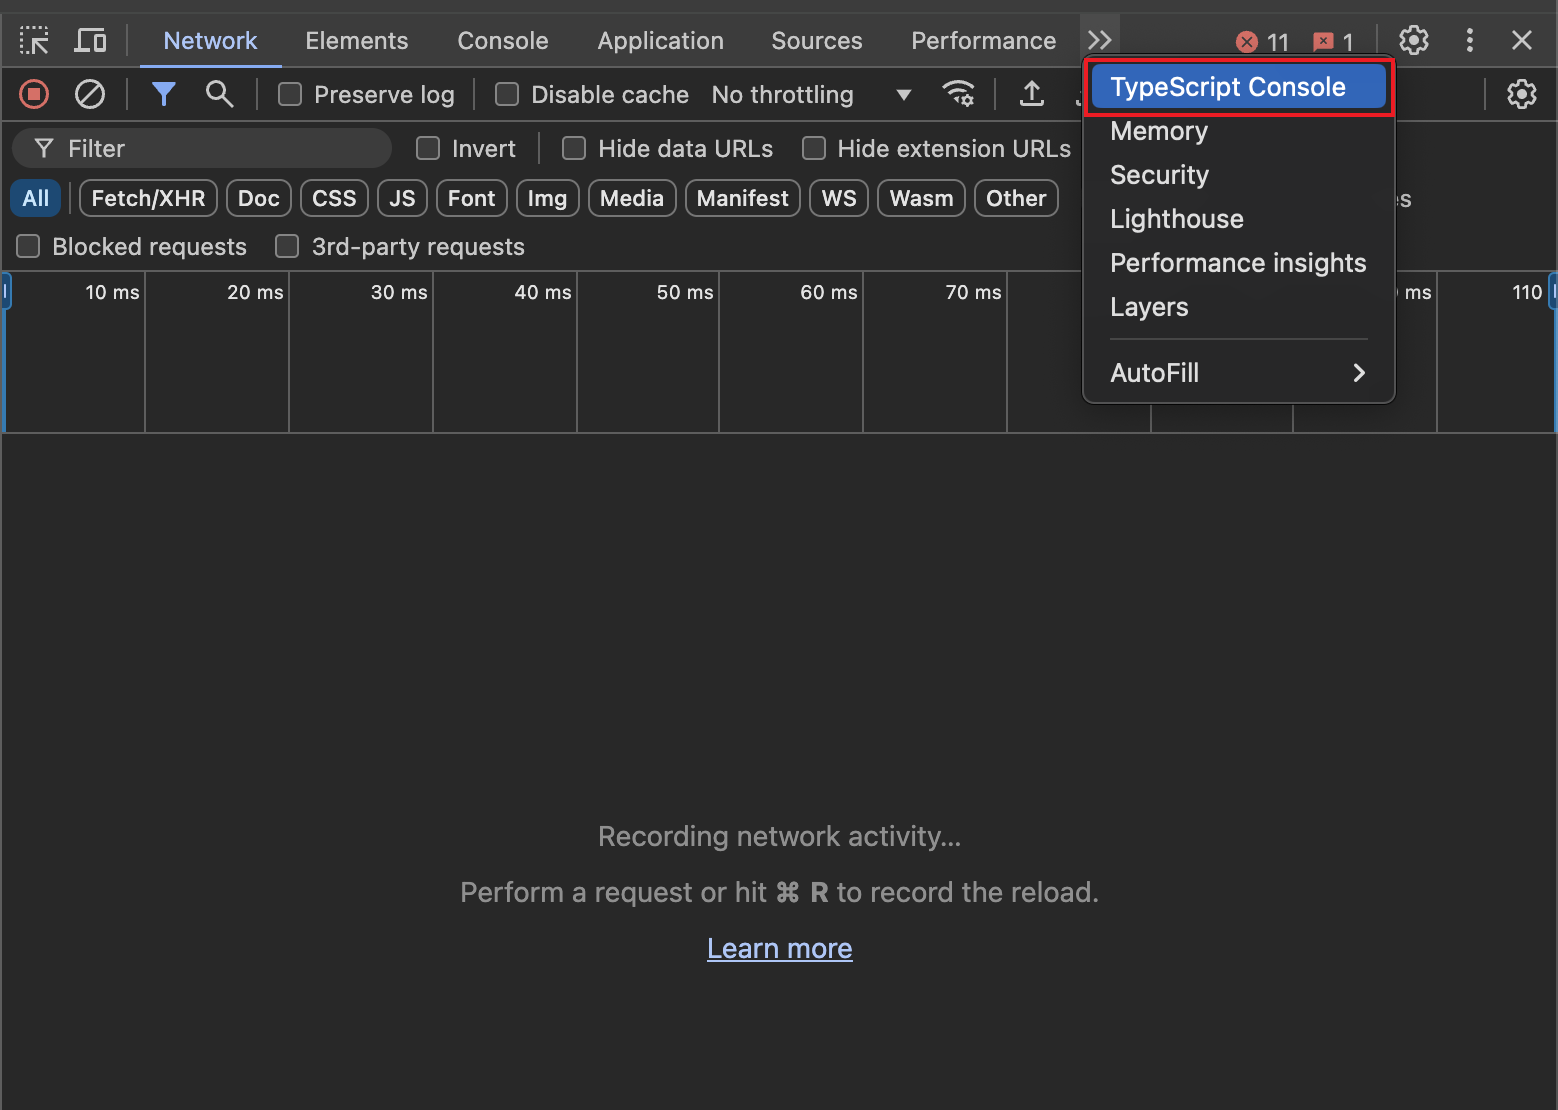 Network Elements Console Application Sources Performance 11 1
Preserve log Disable cache No throttling
TypeScript Console
Memory
Security
Lighthouse
Performance insights
Layers
AutoFill
Filter Invert Hide data URLs Hide extension URLs
All Fetch/XHR Doc CSS JS Font Img Media Manifest WS Wasm Other
Blocked requests 3rd-party requests
10 ms 20 ms 30 ms 40 ms 50 ms 60 ms 70 ms ms 110
Recording network activity...
Perform a request or hit ⌘ R to record the reload.
Learn more